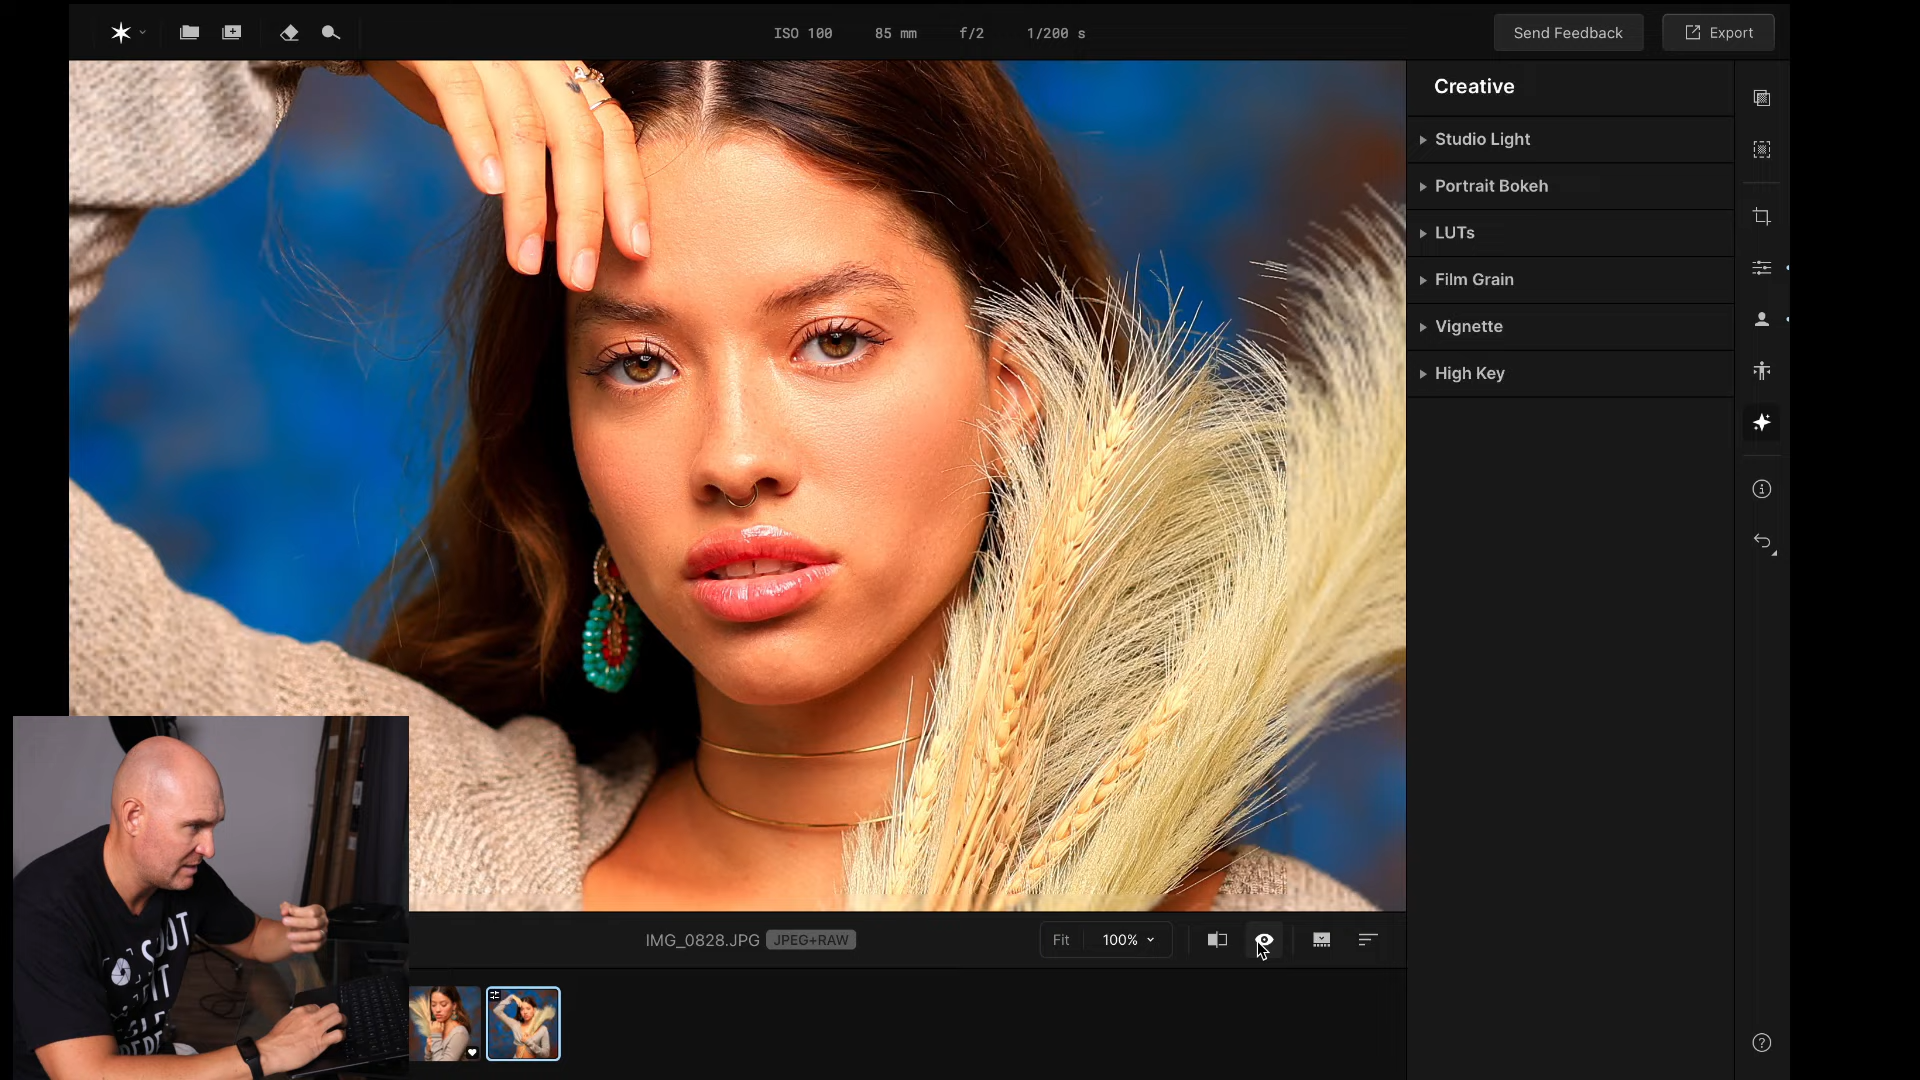 ISO 100 85 mm f/2 1/200 s
Send Feedback
Export
Creative
Studio Light
Portrait Bokeh
LUTs
Film Grain
Vignette
High Key
IMG_0828.JPG JPEG+RAW
Fit 100%